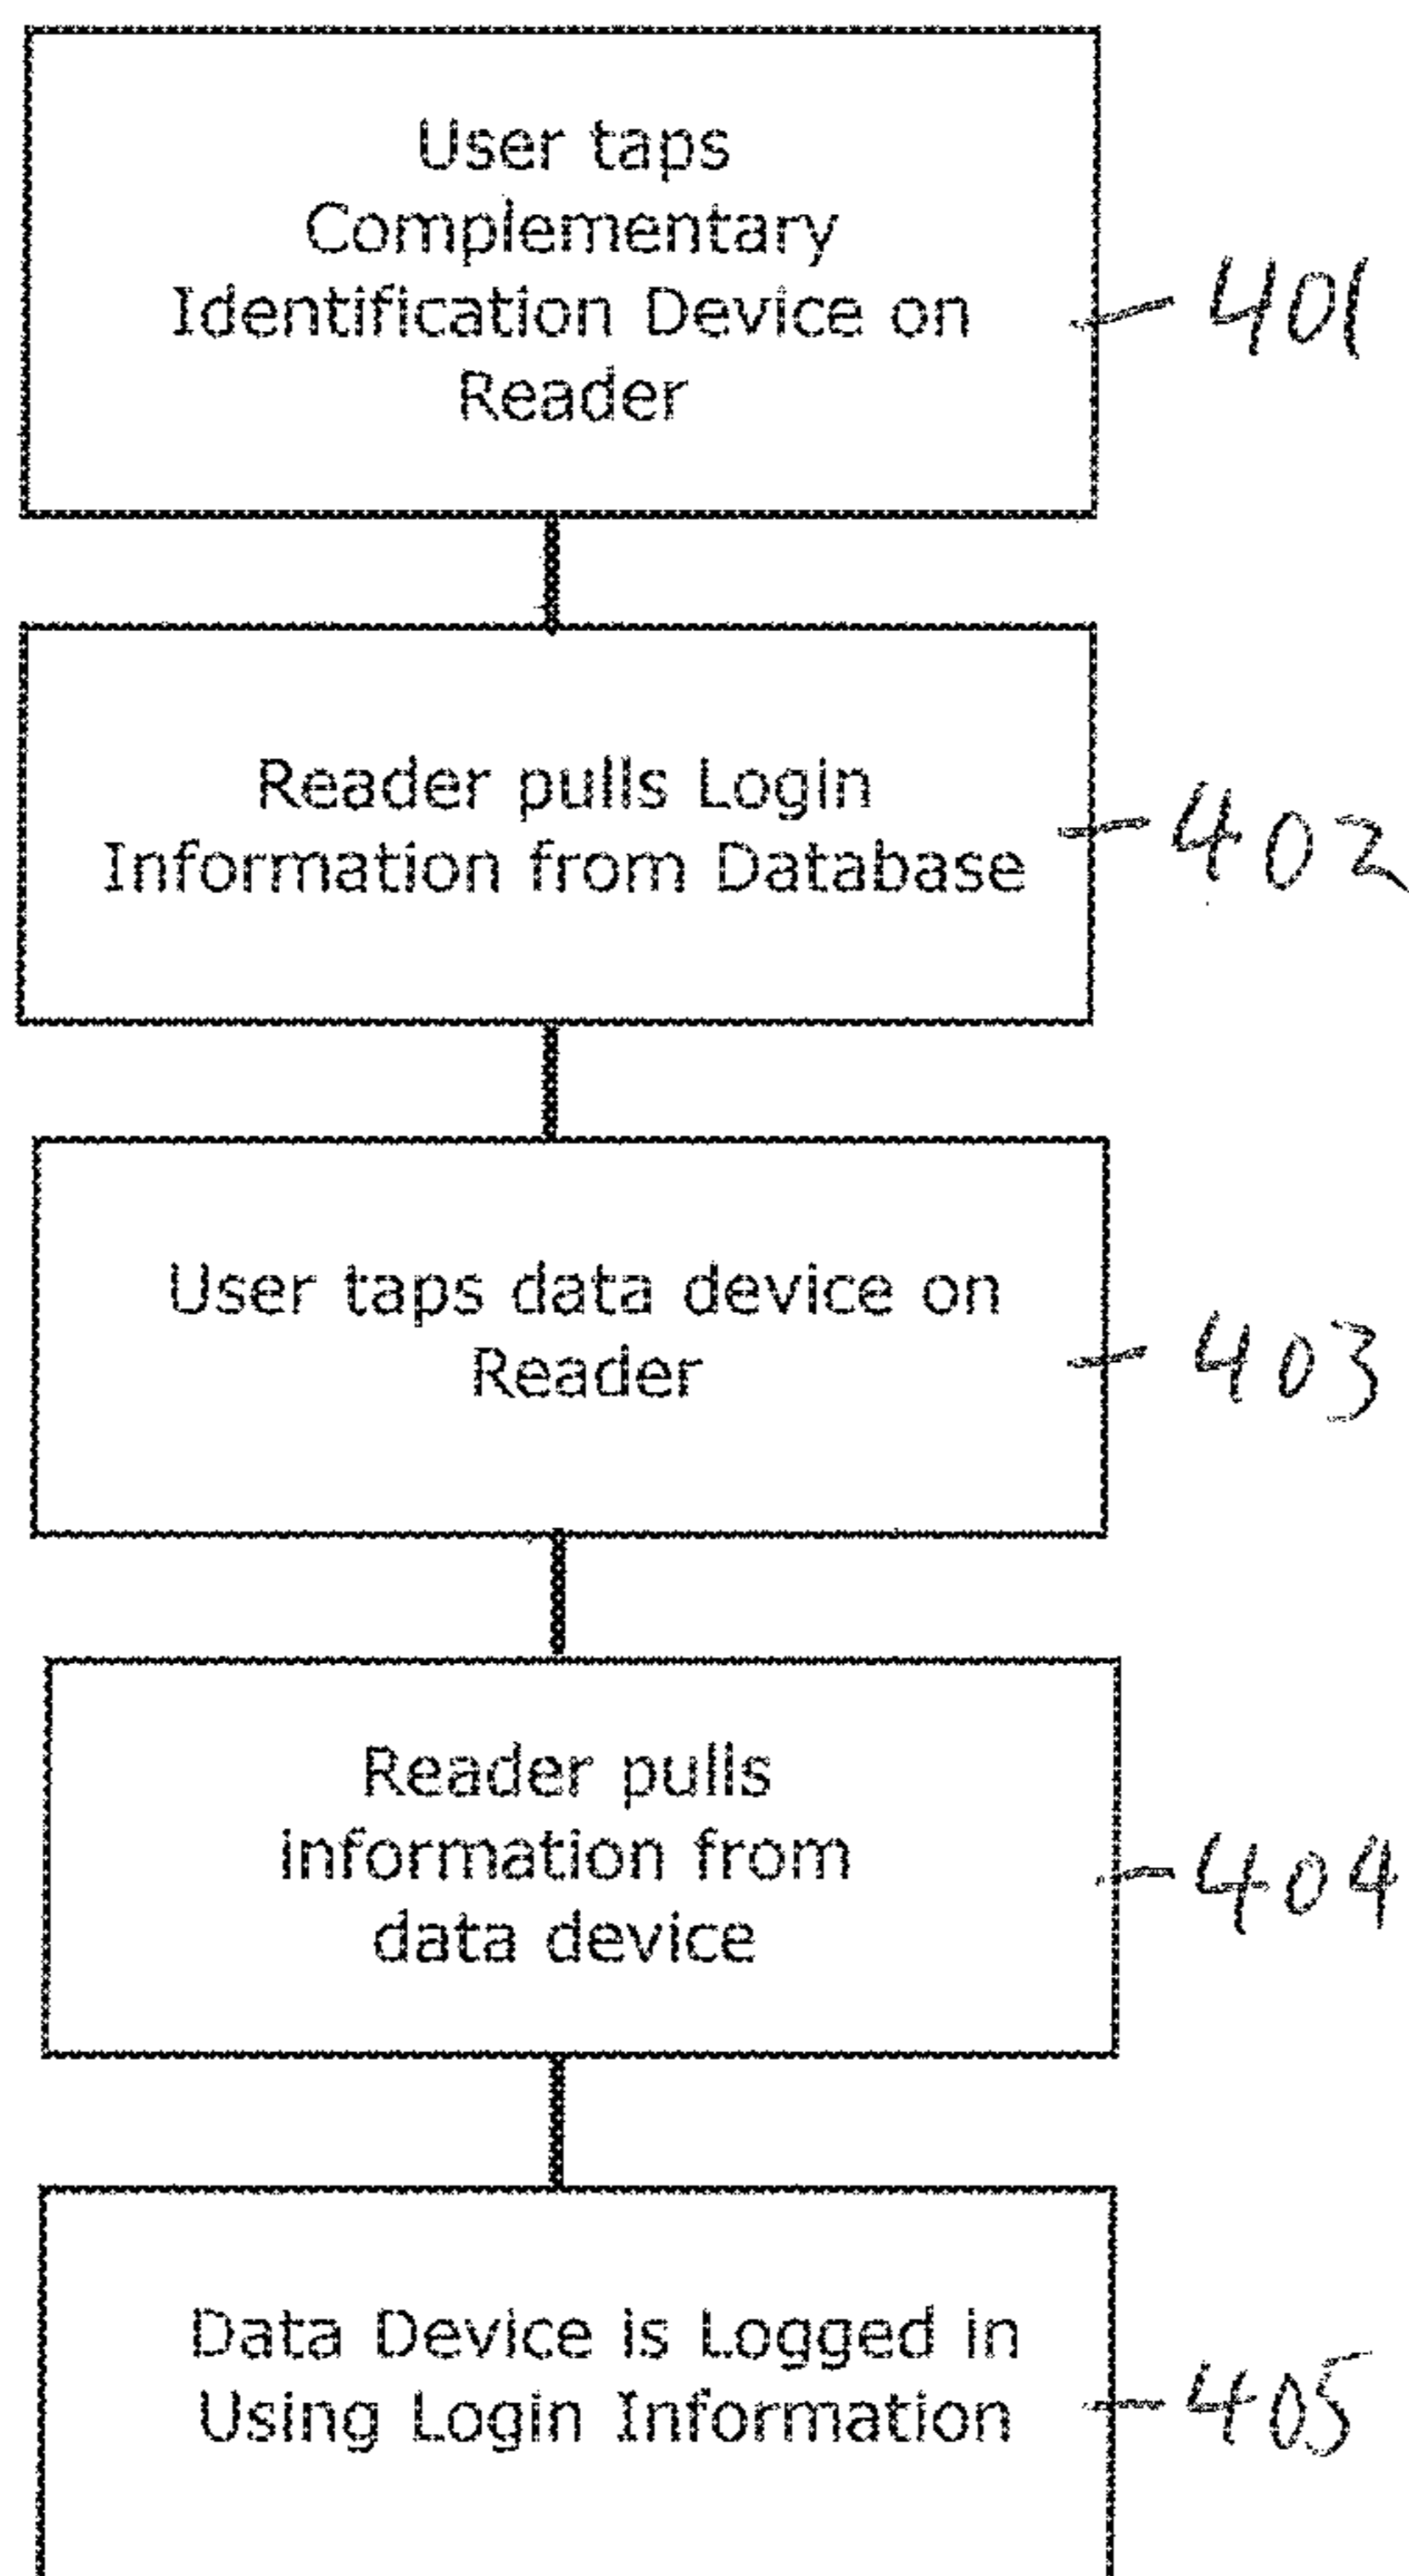 User taps
Complementary
Identification Device on
Reader
401
Reader pulls Login
Information from Database
402
User taps data device on
Reader
403
Reader pulls
information from
data device
404
Data Device is Logged in
Using Login Information
405